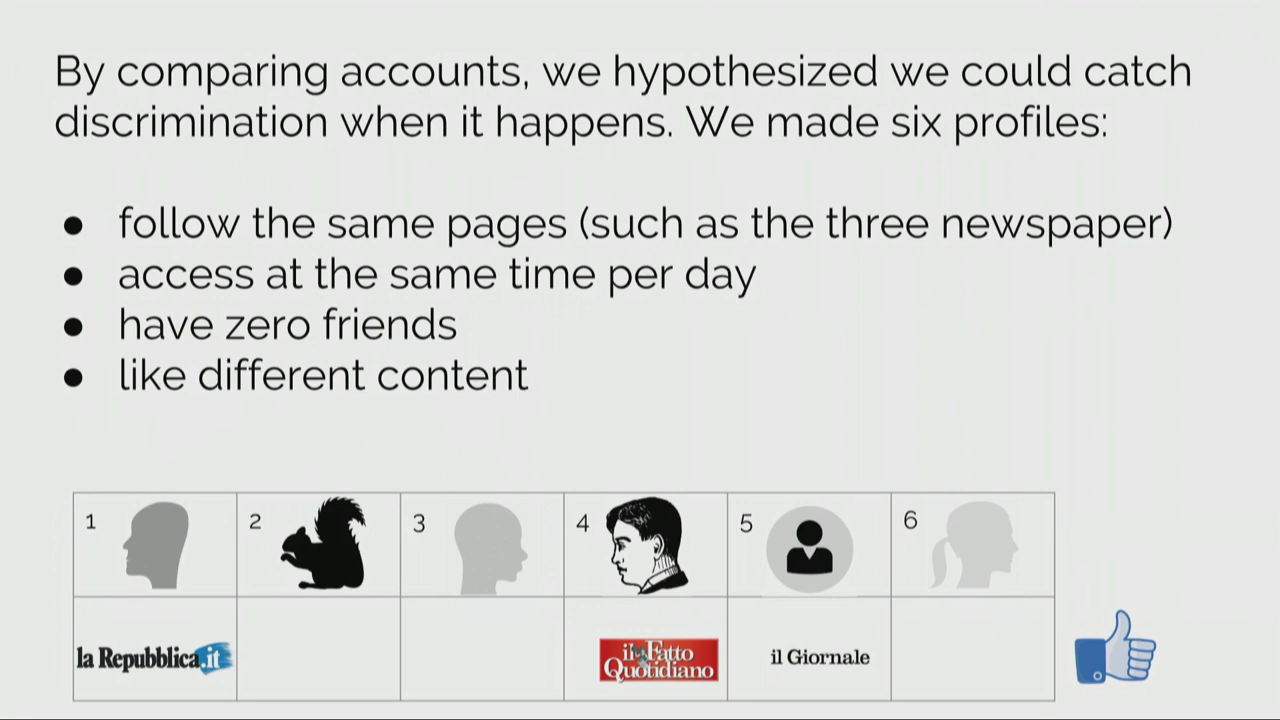 By comparing accounts, we hypothesized we could catch
discrimination when it happens. We made six profiles:
● follow the same pages (such as the three newspaper)
● access at the same time per day
● have zero friends
● like different content
1 2 3 4 5 6
la Repubblica.it
il Fatto
Quotidiano
il Giornale